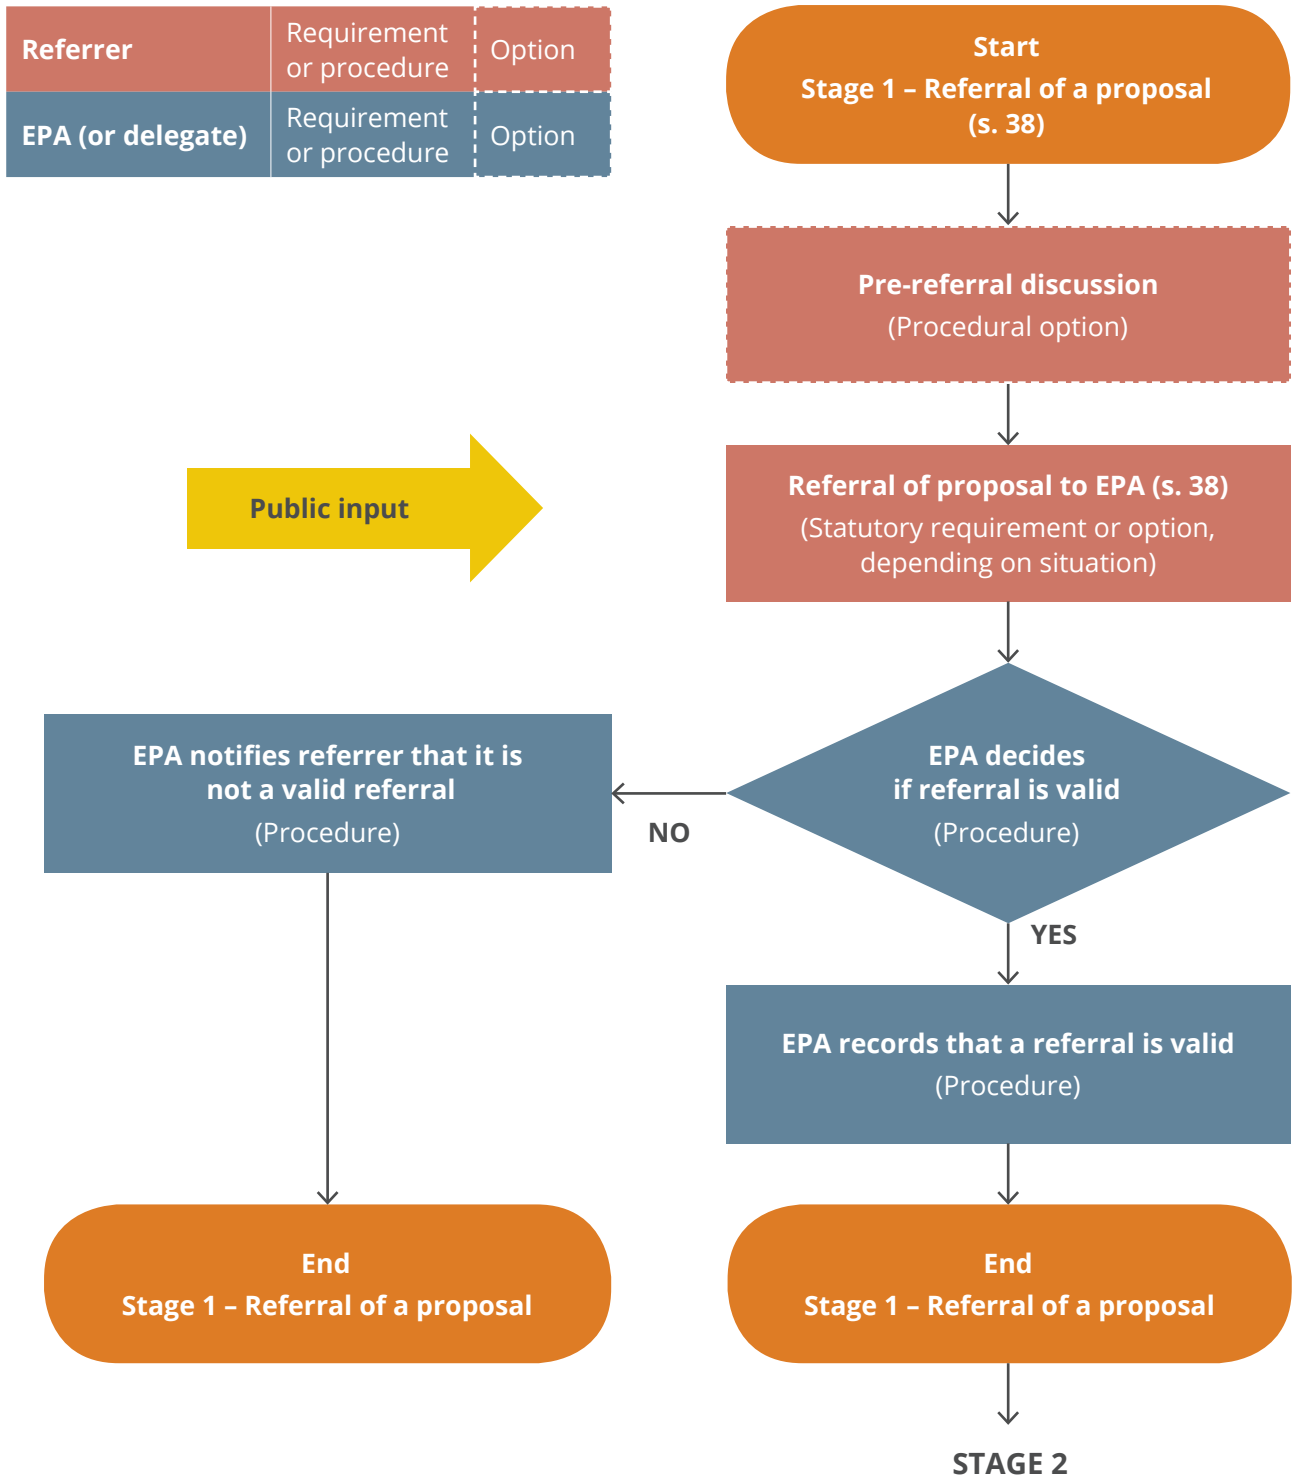 Referrer
Requirement
or procedure
Option
EPA (or delegate)
Requirement
or procedure
Option
Start
Stage 1 – Referral of a proposal
(s. 38)
Pre-referral discussion
(Procedural option)
Public input
Referral of proposal to EPA (s. 38)
(Statutory requirement or option,
depending on situation)
EPA decides
if referral is valid
(Procedure)
NO
EPA notifies referrer that it is
not a valid referral
(Procedure)
YES
EPA records that a referral is valid
(Procedure)
End
Stage 1 – Referral of a proposal
End
Stage 1 – Referral of a proposal
STAGE 2